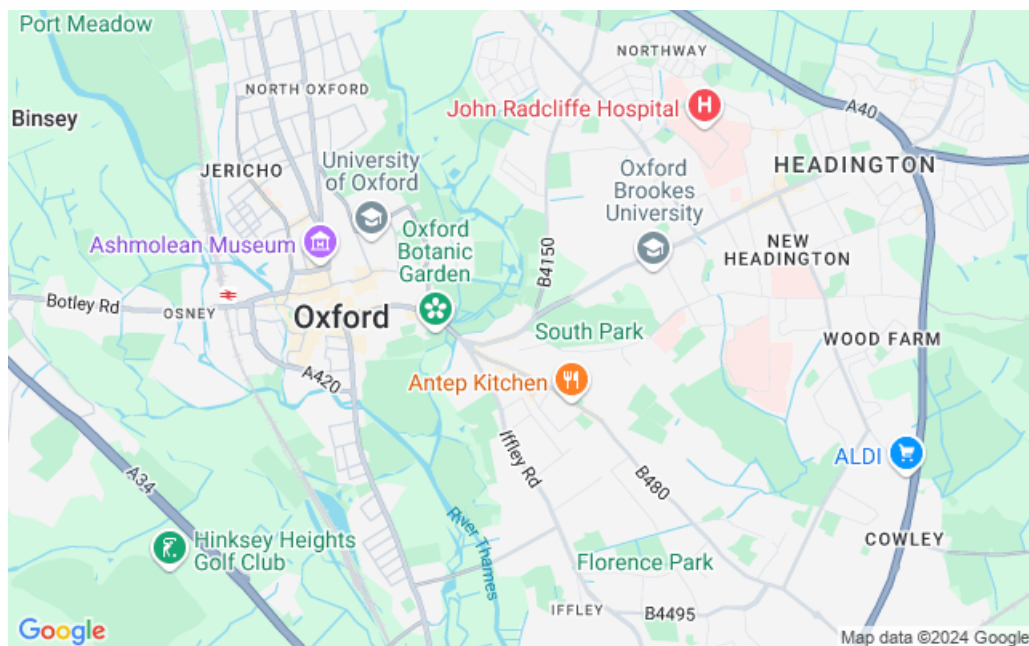 Port Meadow
NORTHWAY
NORTH OXFORD
John Radcliffe Hospital
H
A40
Binsey
JERICHO
University
of Oxford
Oxford
Brookes
University
HEADINGTON
Ashmolean Museum
Oxford
Botanic
Garden
B4150
NEW
HEADINGTON
Botley Rd
OSNEY
Oxford
South Park
WOOD FARM
A420
Antep Kitchen
Iffley Rd
B480
ALDI
A34
River Thames
Hinksey Heights
Golf Club
COWLEY
Florence Park
IFFLEY
B4495
Google
Map data ©2024 Google